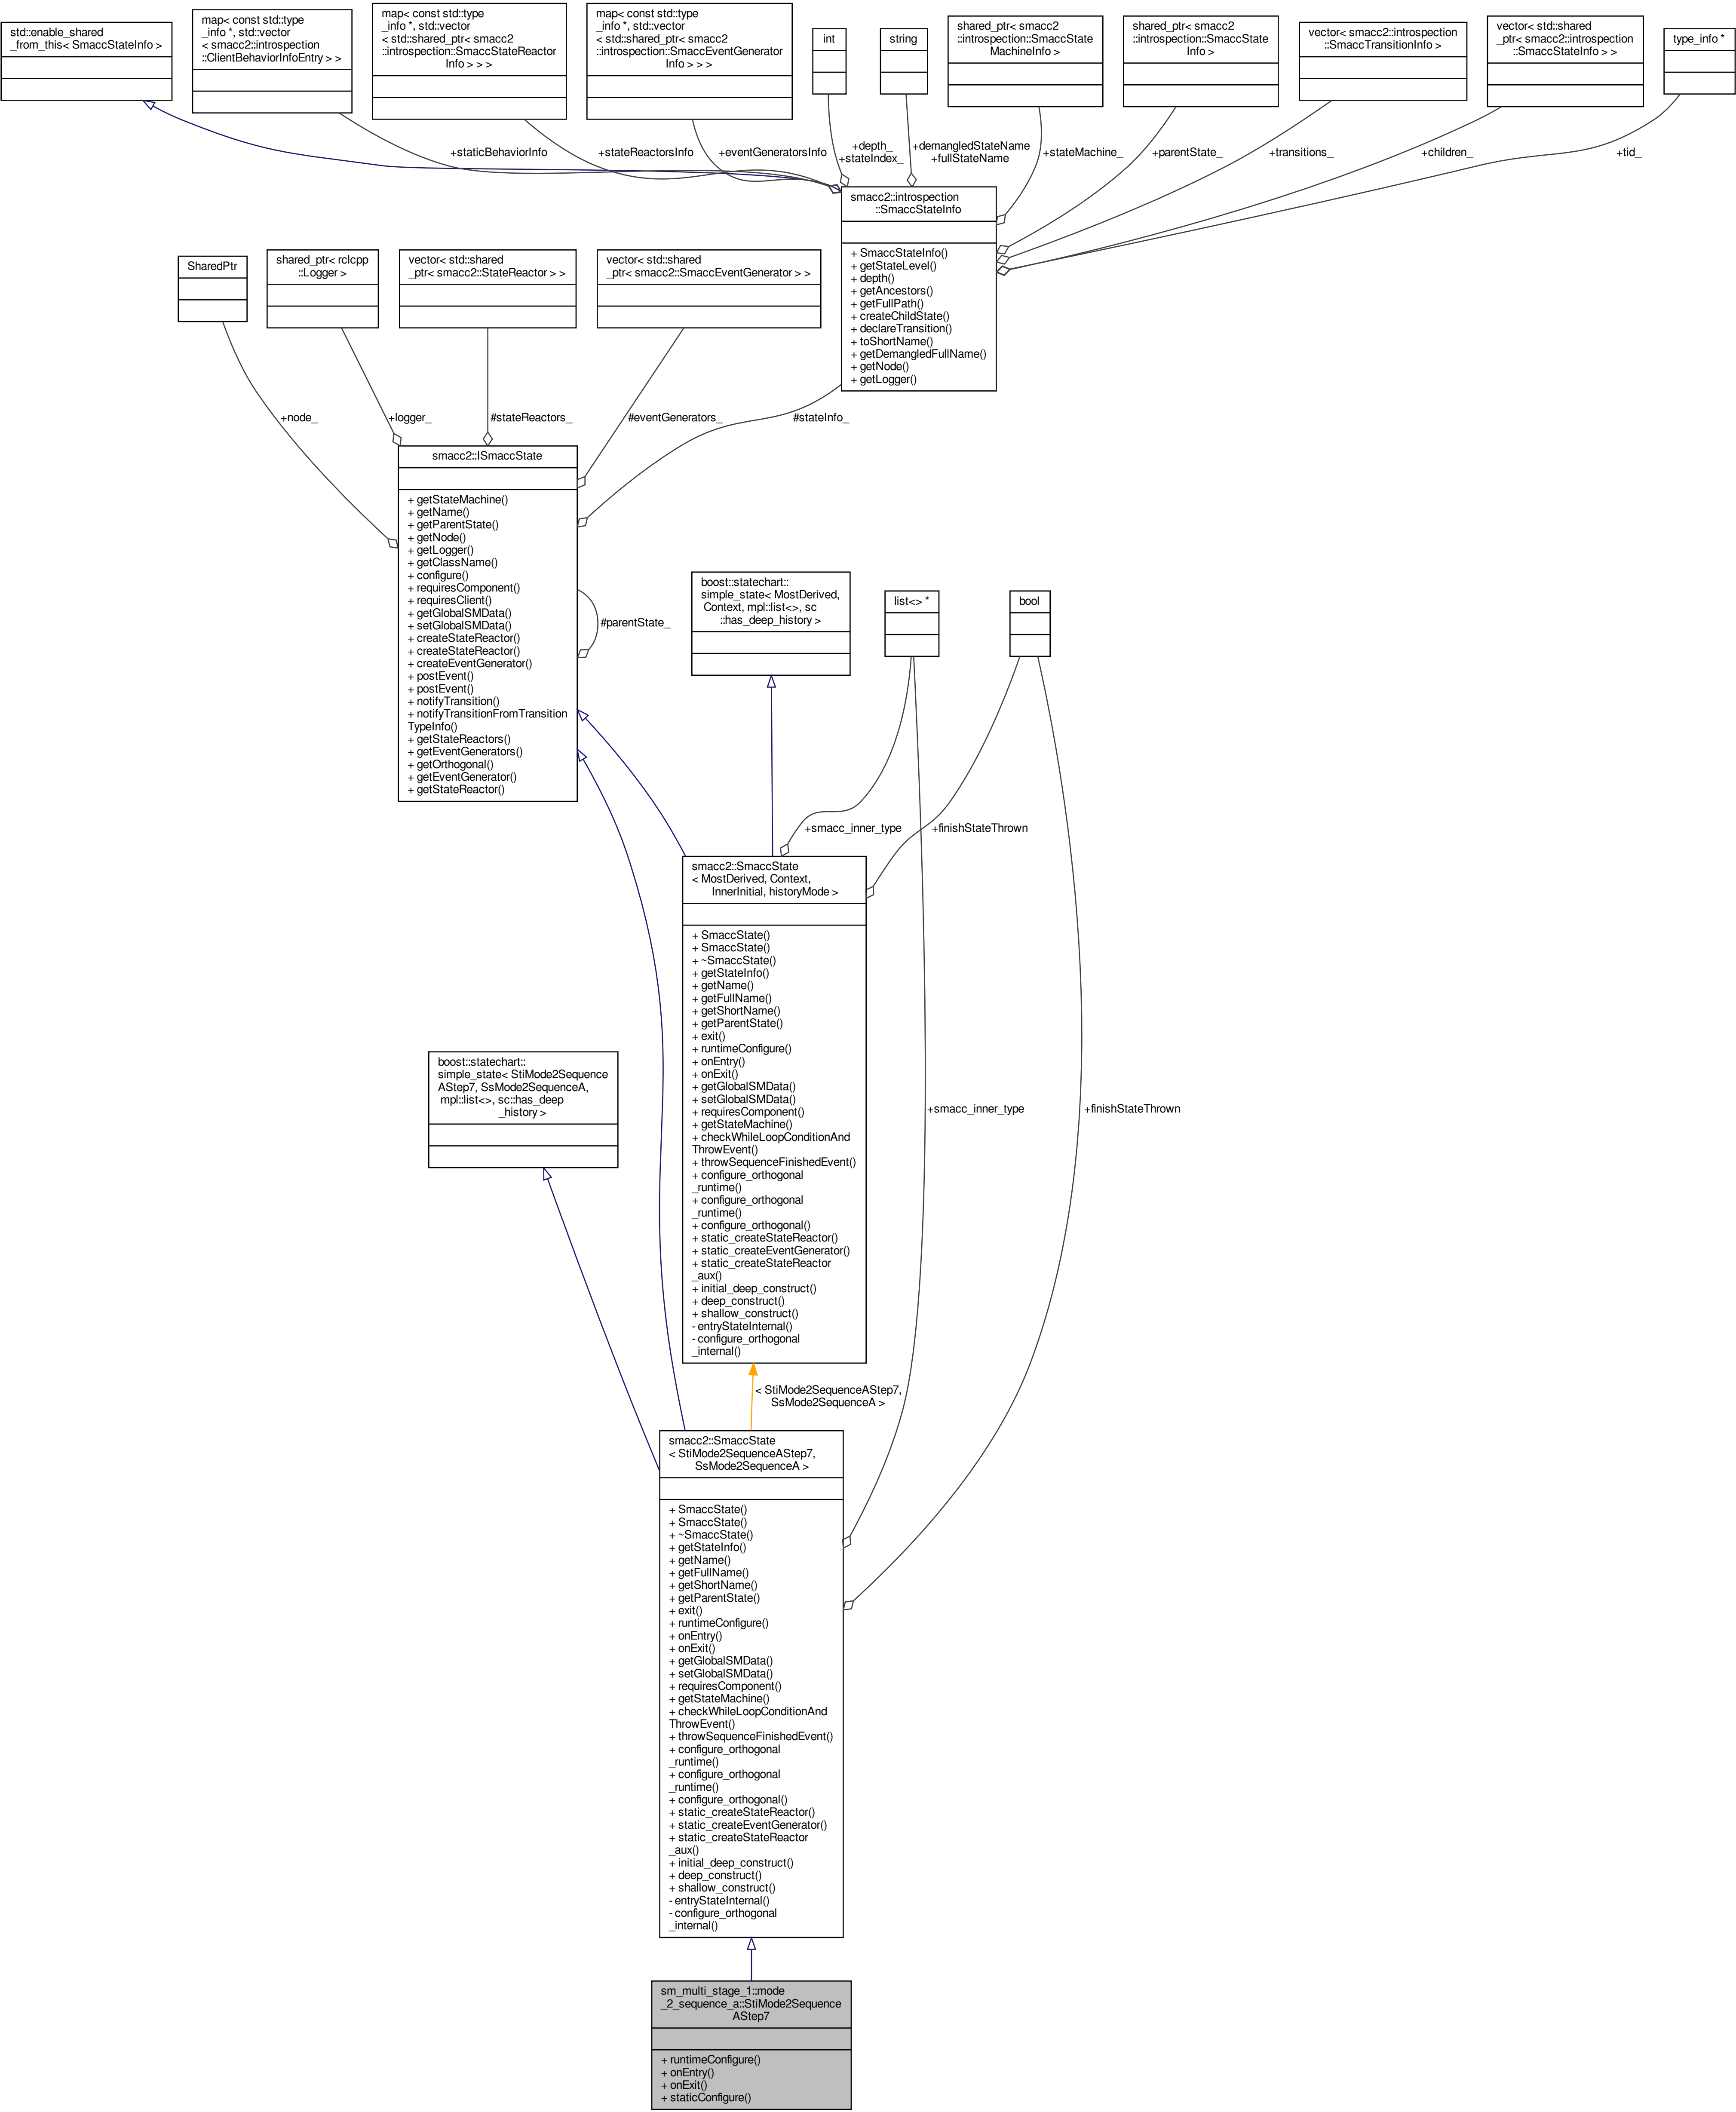 std::enable_shared
_from_this< SmaccStateInfo >
map< const std::type
_info *, std::vector
< smacc2::introspection
::ClientBehaviorInfoEntry > >
map< const std::type
_info *, std::vector
< std::shared_ptr< smacc2
::introspection::SmaccStateReactor
Info > > >
map< const std::type
_info *, std::vector
< std::shared_ptr< smacc2
::introspection::SmaccEventGenerator
Info > > >
int
string
shared_ptr< smacc2
::introspection::SmaccState
MachineInfo >
shared_ptr< smacc2
::introspection::SmaccState
Info >
vector< smacc2::introspection
::SmaccTransitionInfo >
vector< std::shared
_ptr< smacc2::introspection
::SmaccStateInfo > >
type_info *
+staticBehaviorInfo
+stateReactorsInfo
+eventGeneratorsInfo
+depth_
+stateIndex_
+demangledStateName
+fullStateName
+stateMachine_
+parentState_
+transitions_
+children_
+tid_
smacc2::introspection
::SmaccStateInfo
+ SmaccStateInfo()
+ getStateLevel()
+ depth()
+ getAncestors()
+ getFullPath()
+ createChildState()
+ declareTransition()
+ toShortName()
+ getDemangledFullName()
+ getNode()
+ getLogger()
SharedPtr
shared_ptr< rclcpp
::Logger >
vector< std::shared
_ptr< smacc2::StateReactor > >
vector< std::shared
_ptr< smacc2::SmaccEventGenerator > >
+node_
+logger_
#stateReactors_
#eventGenerators_
#stateInfo_
smacc2::ISmaccState
+ getStateMachine()
+ getName()
+ getParentState()
+ getNode()
+ getLogger()
+ getClassName()
+ configure()
+ requiresComponent()
+ requiresClient()
+ getGlobalSMData()
+ setGlobalSMData()
+ createStateReactor()
+ createStateReactor()
+ createEventGenerator()
+ postEvent()
+ postEvent()
+ notifyTransition()
+ notifyTransitionFromTransition
TypeInfo()
+ getStateReactors()
+ getEventGenerators()
+ getOrthogonal()
+ getEventGenerator()
+ getStateReactor()
#parentState_
boost::statechart::
simple_state< MostDerived,
Context, mpl::list<>, sc
::has_deep_history >
list<> *
bool
+smacc_inner_type
+finishStateThrown
smacc2::SmaccState
< MostDerived, Context,
InnerInitial, historyMode >
+ SmaccState()
+ SmaccState()
+ ~SmaccState()
+ getStateInfo()
+ getName()
+ getFullName()
+ getShortName()
+ getParentState()
+ exit()
+ runtimeConfigure()
+ onEntry()
+ onExit()
+ getGlobalSMData()
+ setGlobalSMData()
+ requiresComponent()
+ getStateMachine()
+ checkWhileLoopConditionAnd
ThrowEvent()
+ throwSequenceFinishedEvent()
+ configure_orthogonal
_runtime()
+ configure_orthogonal
_runtime()
+ configure_orthogonal()
+ static_createStateReactor()
+ static_createEventGenerator()
+ static_createStateReactor
_aux()
+ initial_deep_construct()
+ deep_construct()
+ shallow_construct()
- entryStateInternal()
- configure_orthogonal
_internal()
boost::statechart::
simple_state< StiMode2Sequence
AStep7, SsMode2SequenceA,
mpl::list<>, sc::has_deep
_history >
+smacc_inner_type
+finishStateThrown
< StiMode2SequenceAStep7,
SsMode2SequenceA >
smacc2::SmaccState
< StiMode2SequenceAStep7,
SsMode2SequenceA >
+ SmaccState()
+ SmaccState()
+ ~SmaccState()
+ getStateInfo()
+ getName()
+ getFullName()
+ getShortName()
+ getParentState()
+ exit()
+ runtimeConfigure()
+ onEntry()
+ onExit()
+ getGlobalSMData()
+ setGlobalSMData()
+ requiresComponent()
+ getStateMachine()
+ checkWhileLoopConditionAnd
ThrowEvent()
+ throwSequenceFinishedEvent()
+ configure_orthogonal
_runtime()
+ configure_orthogonal
_runtime()
+ configure_orthogonal()
+ static_createStateReactor()
+ static_createEventGenerator()
+ static_createStateReactor
_aux()
+ initial_deep_construct()
+ deep_construct()
+ shallow_construct()
- entryStateInternal()
- configure_orthogonal
_internal()
sm_multi_stage_1::mode
_2_sequence_a::StiMode2Sequence
AStep7
+ runtimeConfigure()
+ onEntry()
+ onExit()
+ staticConfigure()